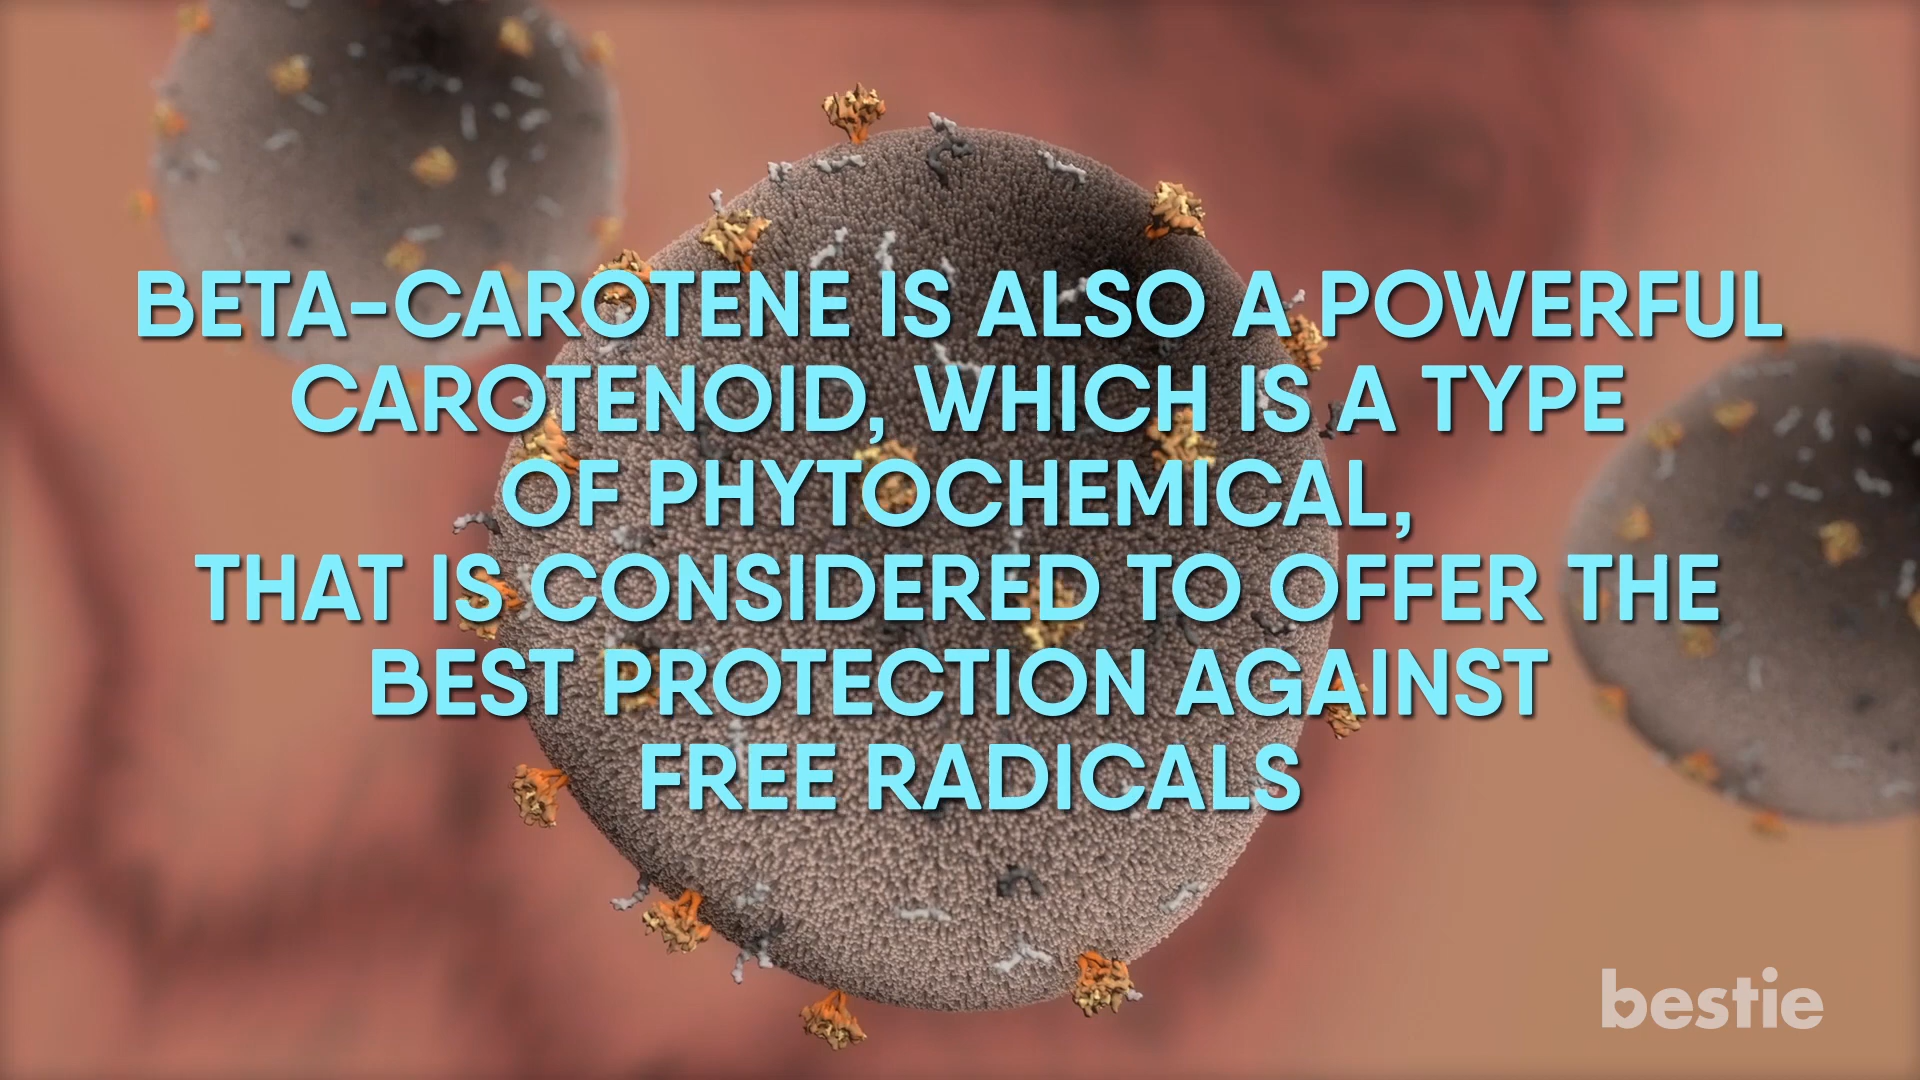 BETA-CAROTENE IS ALSO A POWERFUL
CAROTENOID, WHICH IS A TYPE
OF PHYTOCHEMICAL,
THAT IS CONSIDERED TO OFFER THE
BEST PROTECTION AGAINST
FREE RADICALS
bestie